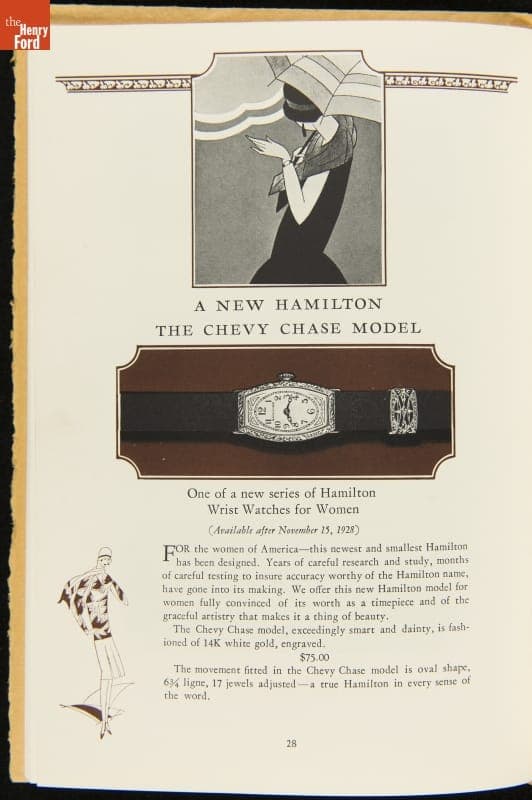 the
Henry
Ford
A NEW HAMILTON
THE CHEVY CHASE MODEL
One of a new series of Hamilton
Wrist Watches for Women
(Available after November 15, 1928)
FOR the women of America—this newest and smallest Hamilton
has been designed. Years of careful research and study, months
of careful testing to insure accuracy worthy of the Hamilton name,
have gone into its making. We offer this new Hamilton model for
women fully convinced of its worth as a timepiece and of the
graceful artistry that makes it a thing of beauty.
The Chevy Chase model, exceedingly smart and dainty, is fash-
ioned of 14K white gold, engraved.
$75.00
The movement fitted in the Chevy Chase model is oval shape,
6¾ ligne, 17 jewels adjusted—a true Hamilton in every sense of
the word.
28